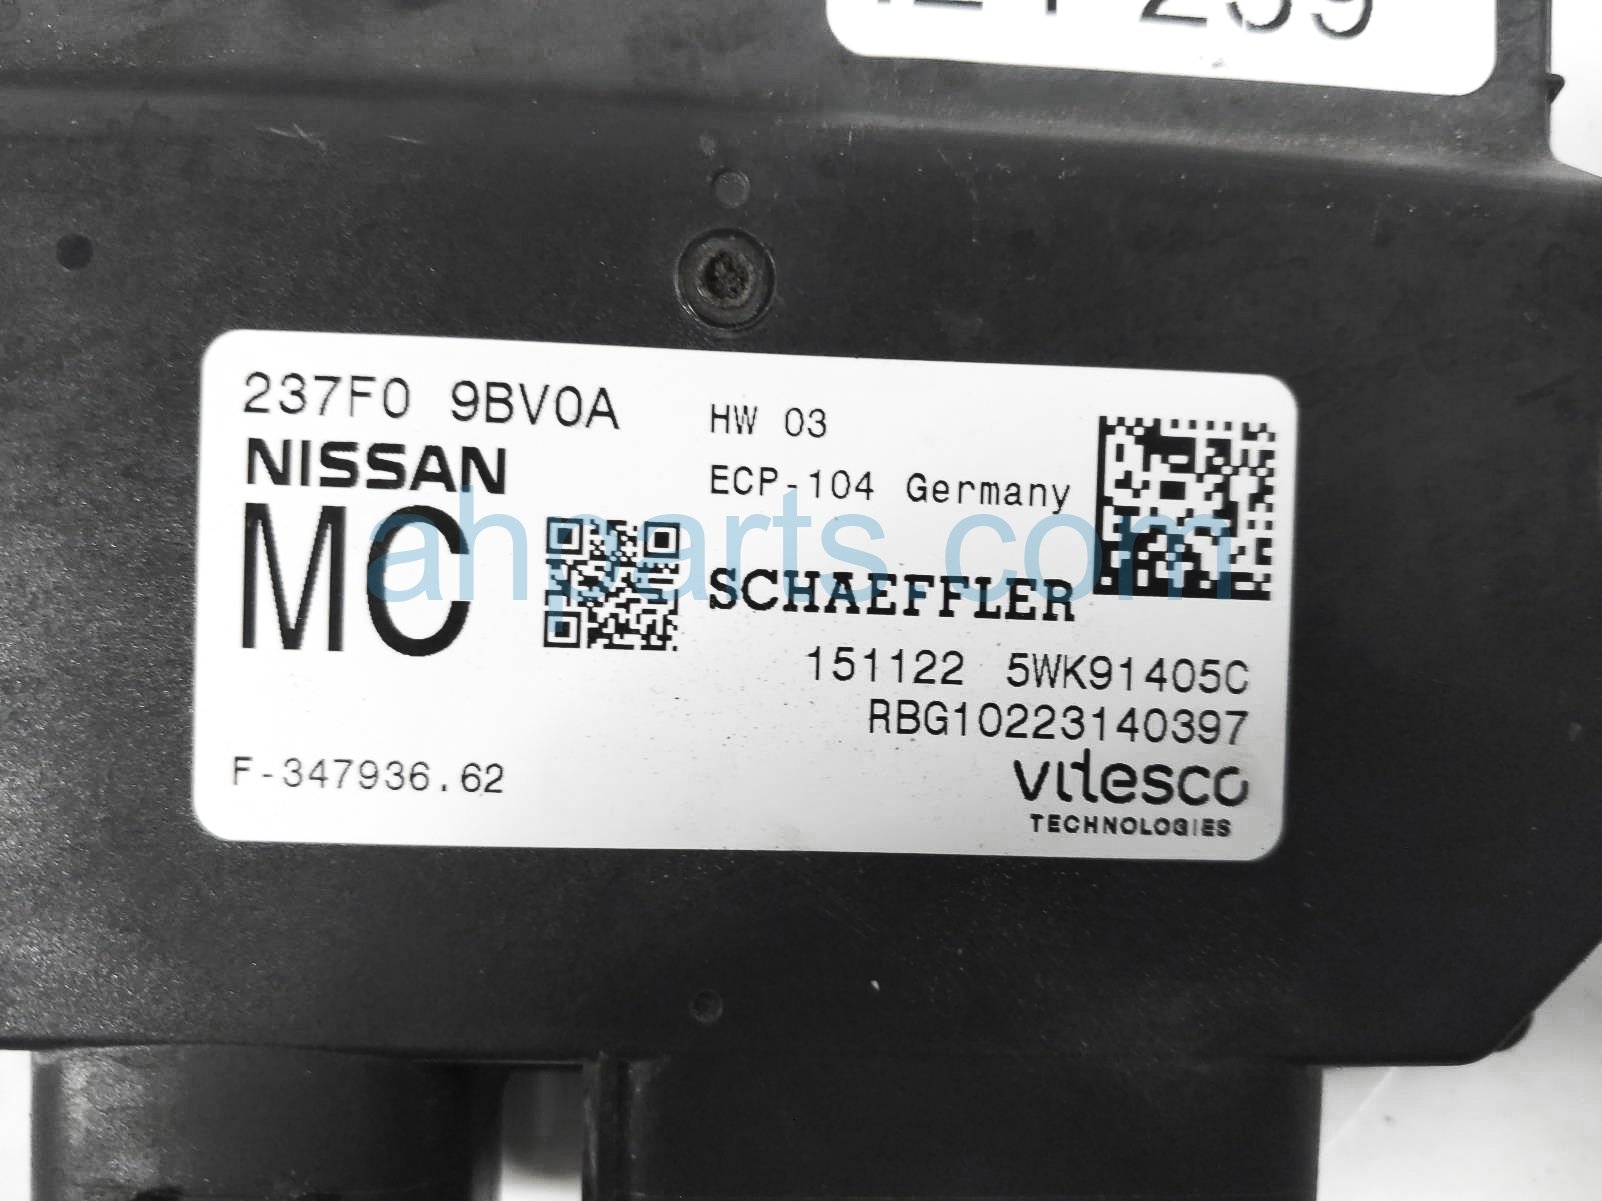 237F0 9BV0A
NISSAN
MC
HW 03
ECP-104 Germany
SCHAEFFLER
151122 5WK91405C
RBG10223140397
vitesco
TECHNOLOGIES
F-347936.62
ahparts.com